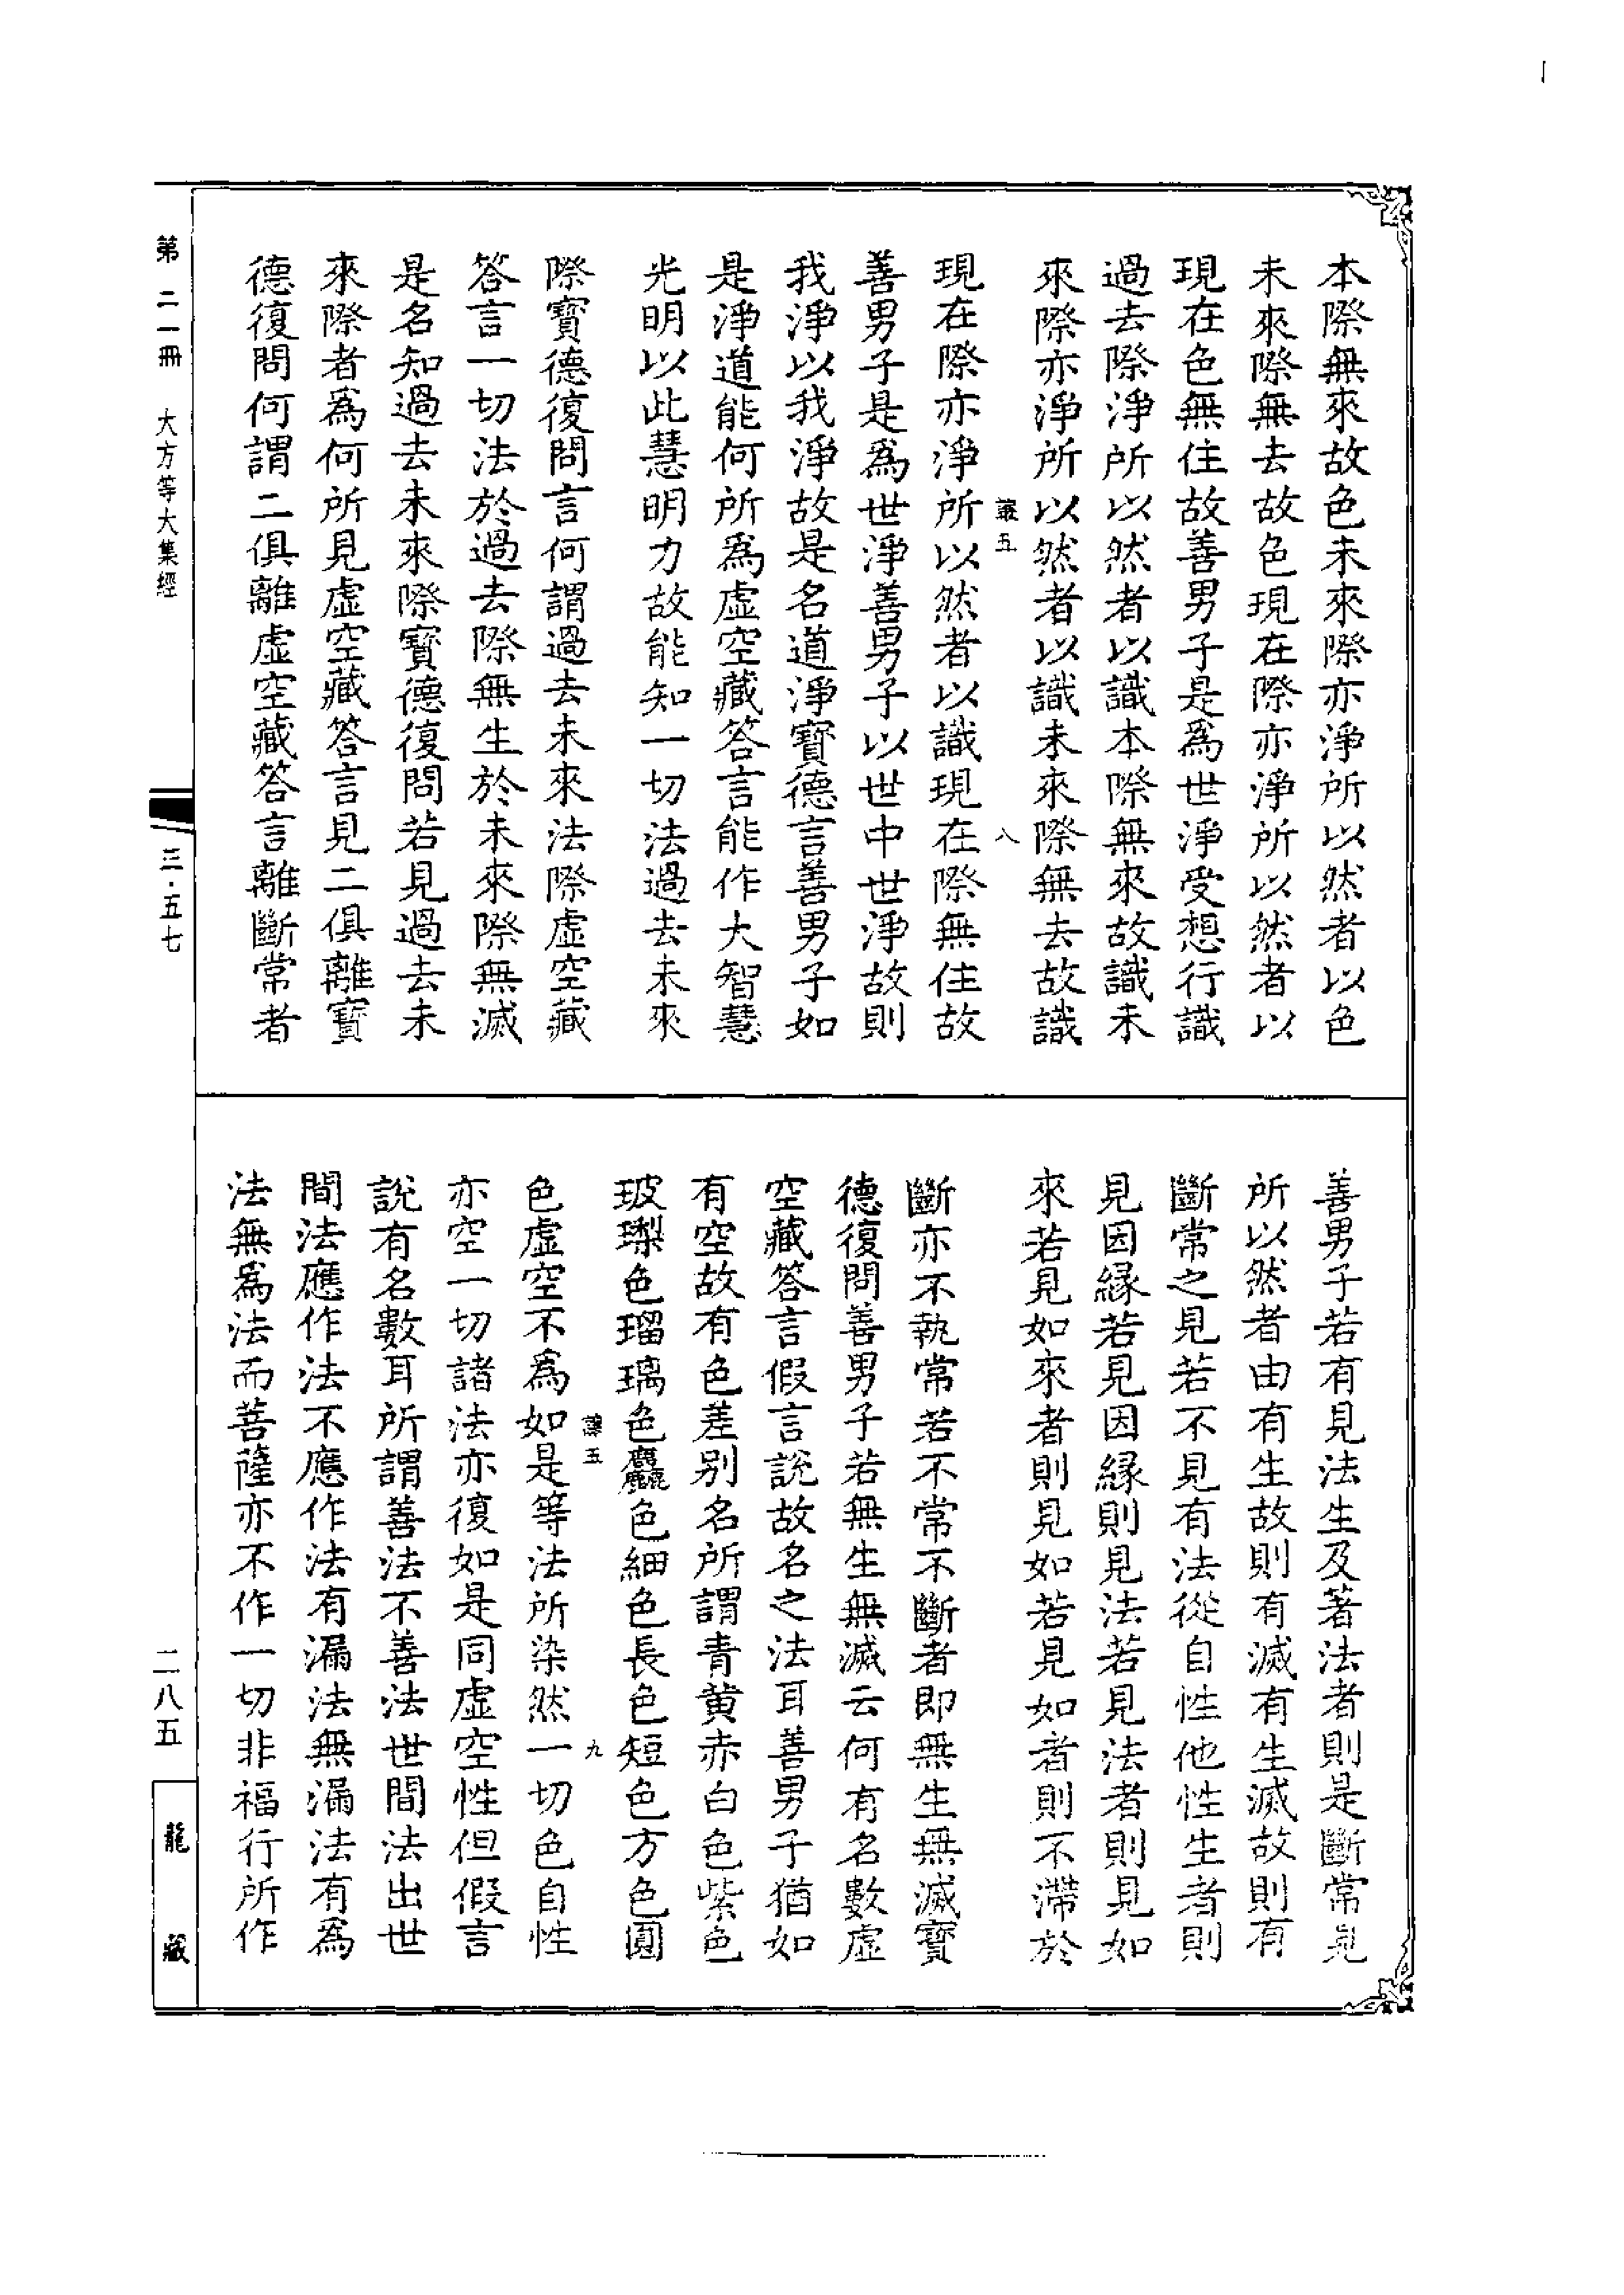 本際無來故色未來際亦淨所以然者以色
未來際無去故色現在際亦淨所以然者以
現在色無住故善男子是爲世淨受想行識
過去際淨所以然者以識本際無來故識未
來際亦淨所以然者以識未來際無去故識
現在際亦淨所以然者以識現在際無住故
善男子是爲世淨善男子以世中世淨故則
我淨以我淨故是名道淨寶德言善男子如
是淨道能何所爲虛空藏答言能作大智慧
光明以此慧明力故能知一切法過去未來
際寶德復問言何謂過去未來法際虛空藏
答言一切法於過去際無生於未來際無滅
是名知過去未來際寶德復問若見過去未
來際者爲何所見虛空藏答言見二俱離寶
德復問何謂二俱離虛空藏答言離斷常者
善男子若有見法生及著法者則是斷常見
所以然者由有生故則有滅有生滅故則有
斷常之見若不見有法從自性他性生者則
見因緣若見因緣則見法若見法者則見如
來若見如來者則見如若見如者則不滯於
斷亦不執常若不常不斷者即無生無滅寶
德復問善男子若無生無滅云何有名數虛
空藏答言假言說故名之法耳善男子猶如
有空故有色差別名所謂青黃赤白色紫色
玻瓈色瑠璃色麤色細色長色短色方色圓
色虛空不爲如是等法所染然一切色自性
亦空一切諸法亦復如是同虛空性但假言
說有名數耳所謂善法不善法世間法出世
間法應作法不應作法有漏法無漏法有爲
法無爲法而菩薩亦不作一切非福行所作
五 八
五 九
第二一冊 大方等大集經
三·五七
二八五
龍藏